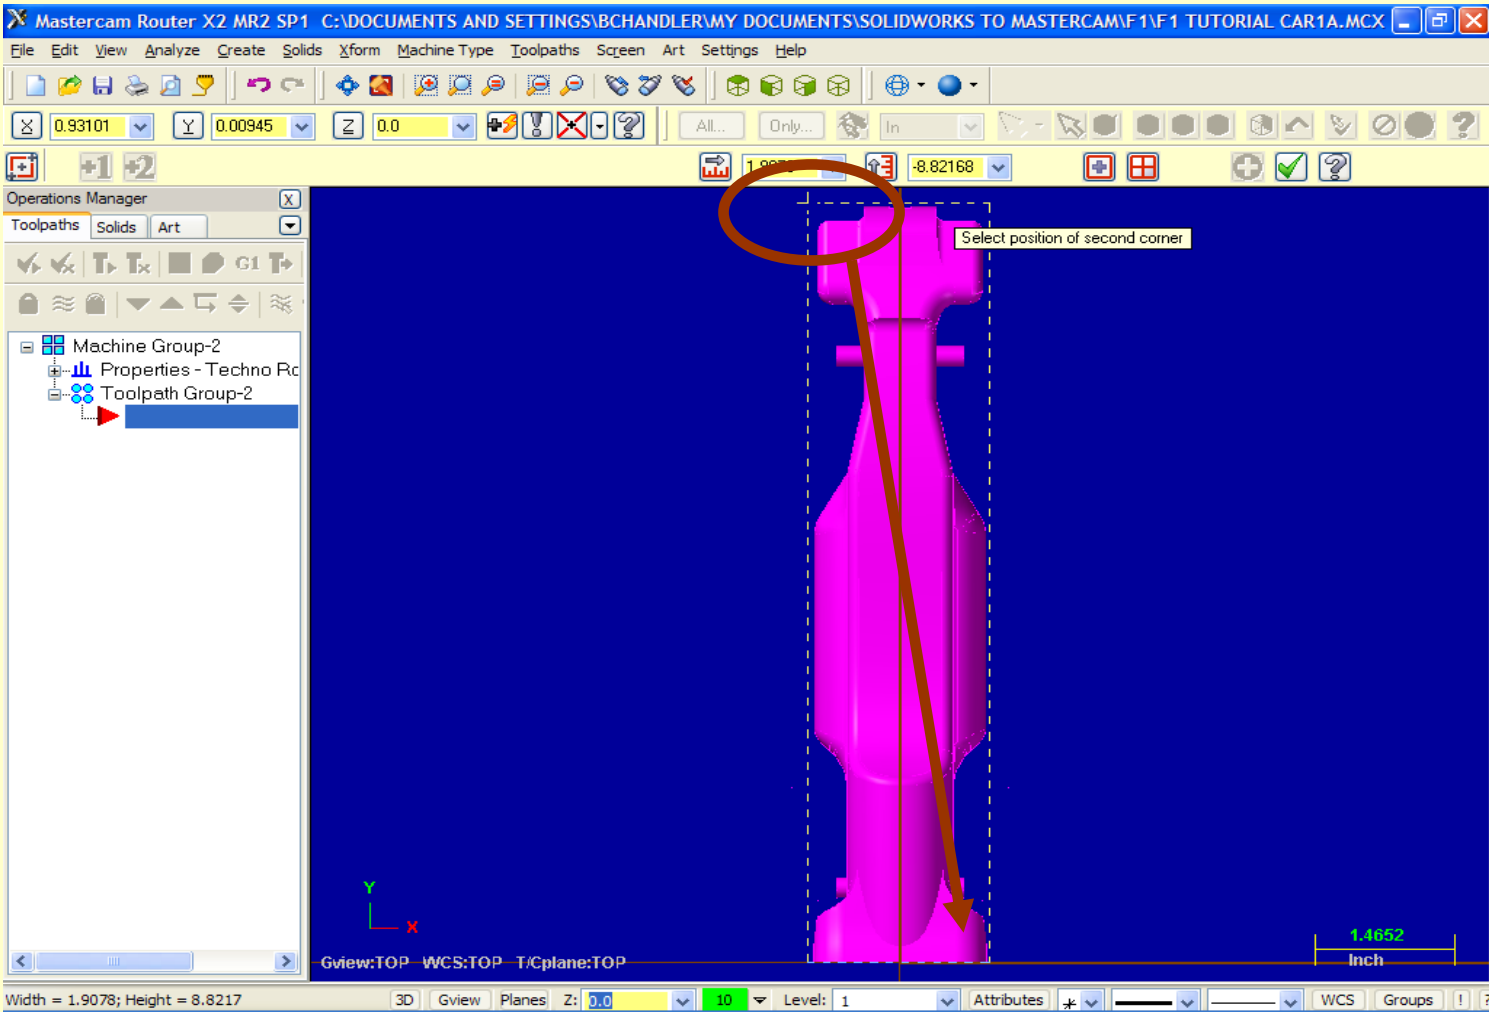 Mastercam Router X2 MR2 SP1 C:\DOCUMENTS AND SETTINGS\BCHANDLER\MY DOCUMENTS\SOLIDWORKS TO MASTERCAM\F1\F1 TUTORIAL CAR1A.MCX
File Edit View Analyze Create Solids Xform Machine Type Toolpaths Screen Art Settings Help
X 0.93101 Y 0.00945 Z 0.0 All... Only... In
+1 +2 -8.82168
Operations Manager X
Toolpaths Solids Art
G1
Select position of second corner
Machine Group-2
Properties - Techno Ro
Toolpath Group-2
Y
X
1.4652
Inch
Gview:TOP WCS:TOP T/Cplane:TOP
Width = 1.9078; Height = 8.8217 3D Gview Planes Z: 0.0 10 Level: 1 Attributes WCS Groups ! ?